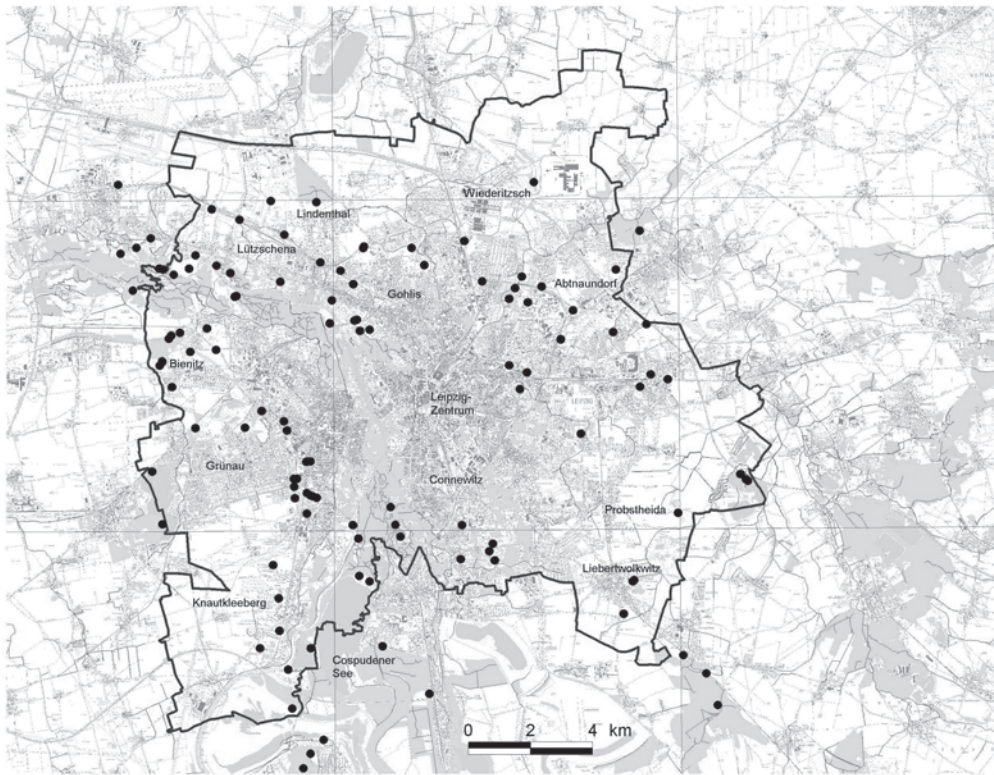 Wiederitzsch
Lindenthal
Lützschena
Abtnaundorf
Gohlis
Bienitz
Leipzig-
Zentrum
Grünau
Connewitz
Probstheida
Liebertwolkwitz
Knautkleeberg
Cospudener
See
0 2 4 km